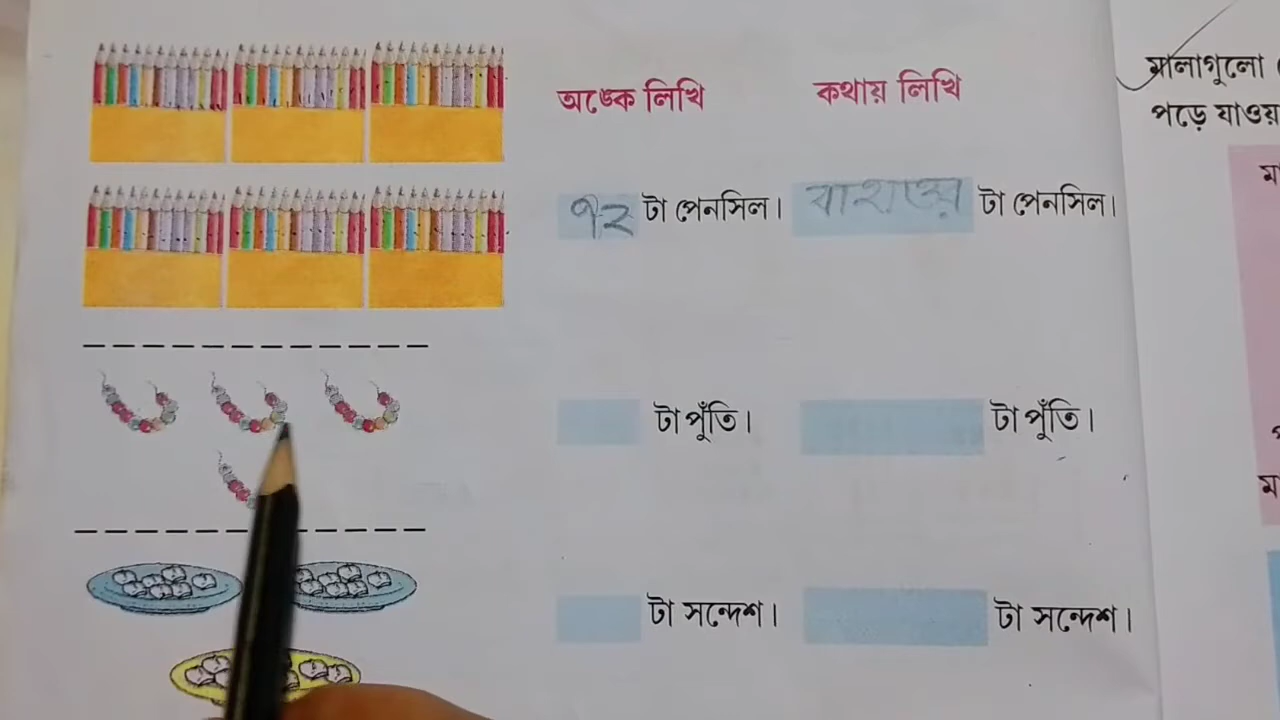 অঙ্কে লিখি কথায় লিখি
৭২ টা পেনসিল। বাহাত্তর টা পেনসিল।
টা পুঁতি। টা পুঁতি।
টা সন্দেশ। টা সন্দেশ।
মালাগুলো
পড়ে যাওয়